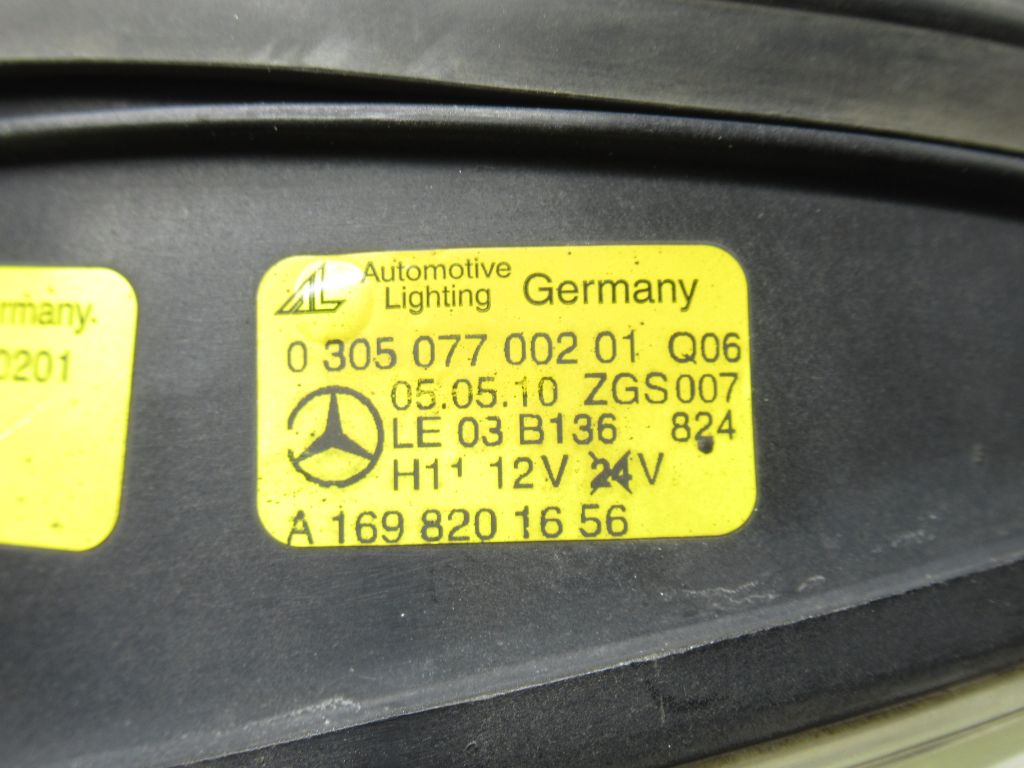 Automotive
Lighting Germany
0 305 077 002 01 Q06
05.05.10 ZGS007
LE 03 B136 824
H1¹ 12V 24V
A 169 820 16 56
rmany.
0201